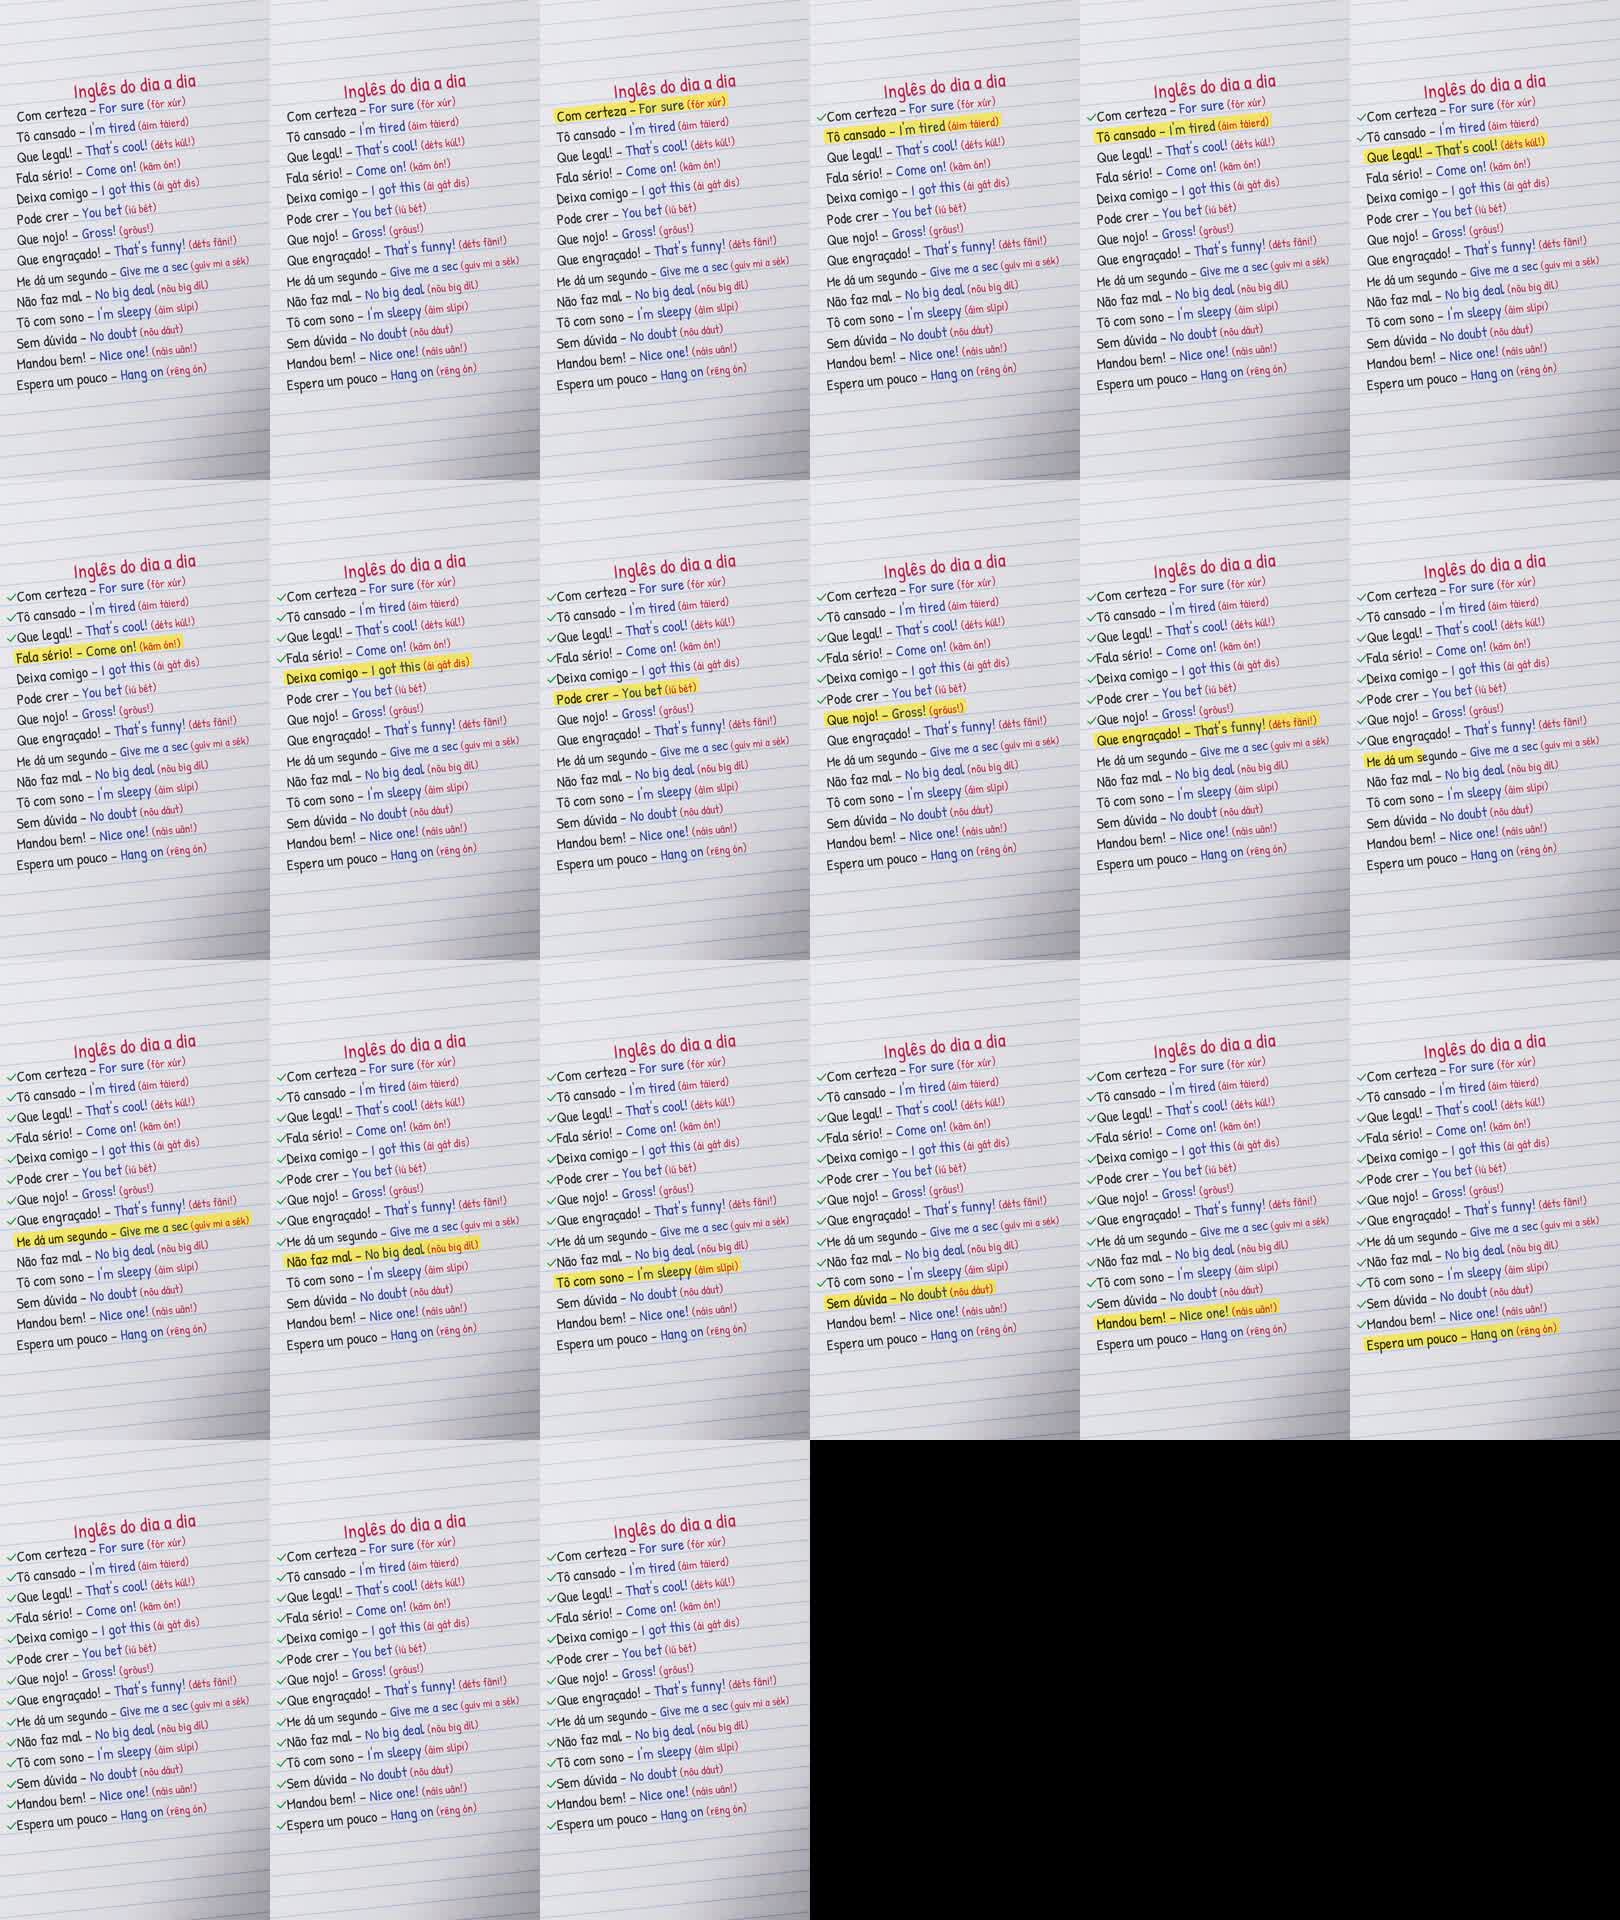 Inglês do dia a dia
Com certeza – For sure (fór xúr)
Tô cansado – I'm tired (áim táierd)
Que legal! – That's cool! (déts kúl!)
Fala sério! – Come on! (kâm ón!)
Deixa comigo – I got this (ái gát dis)
Pode crer – You bet (iú bét)
Que nojo! – Gross! (grôus!)
Que engraçado! – That's funny! (déts fâni!)
Me dá um segundo – Give me a sec (guiv mi a sék)
Não faz mal – No big deal (nôu big díl)
Tô com sono – I'm sleepy (áim slípi)
Sem dúvida – No doubt (nôu dáut)
Mandou bem! – Nice one! (náis uân!)
Espera um pouco – Hang on (rêng ón)